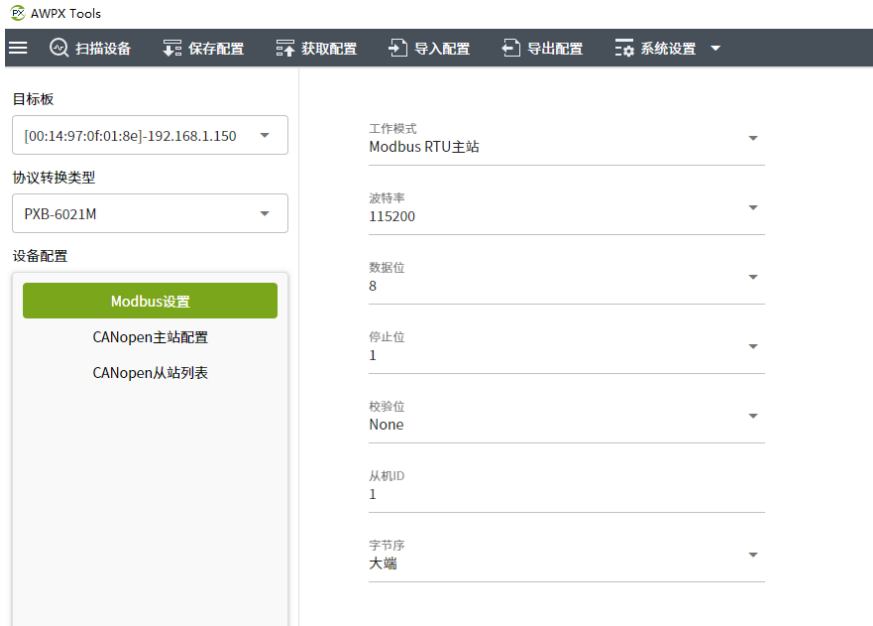 AWPX Tools
扫描设备 保存配置 获取配置 导入配置 导出配置 系统设置
目标板
[00:14:97:0f:01:8e]-192.168.1.150
协议转换类型
PXB-6021M
设备配置
Modbus设置
CANopen主站配置
CANopen从站列表
工作模式
Modbus RTU主站
波特率
115200
数据位
8
停止位
1
校验位
None
从机ID
1
字节序
大端